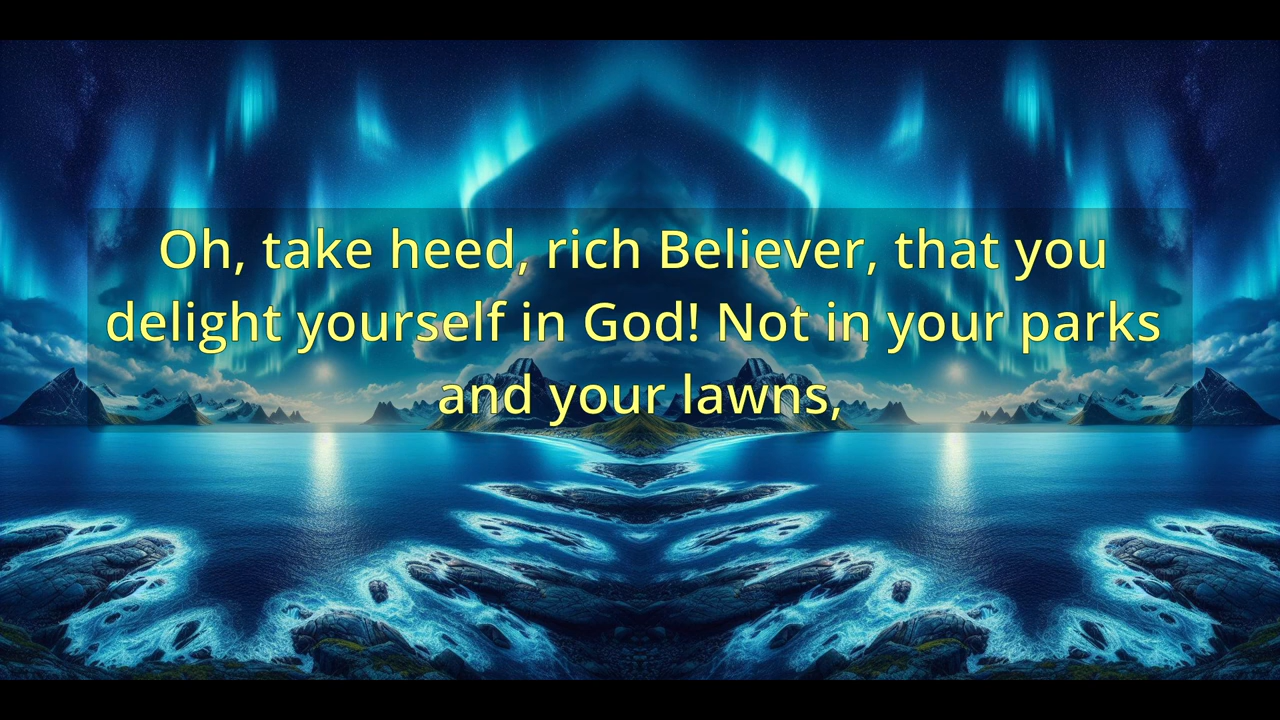 Oh, take heed, rich Believer, that you
delight yourself in God! Not in your parks
and your lawns,